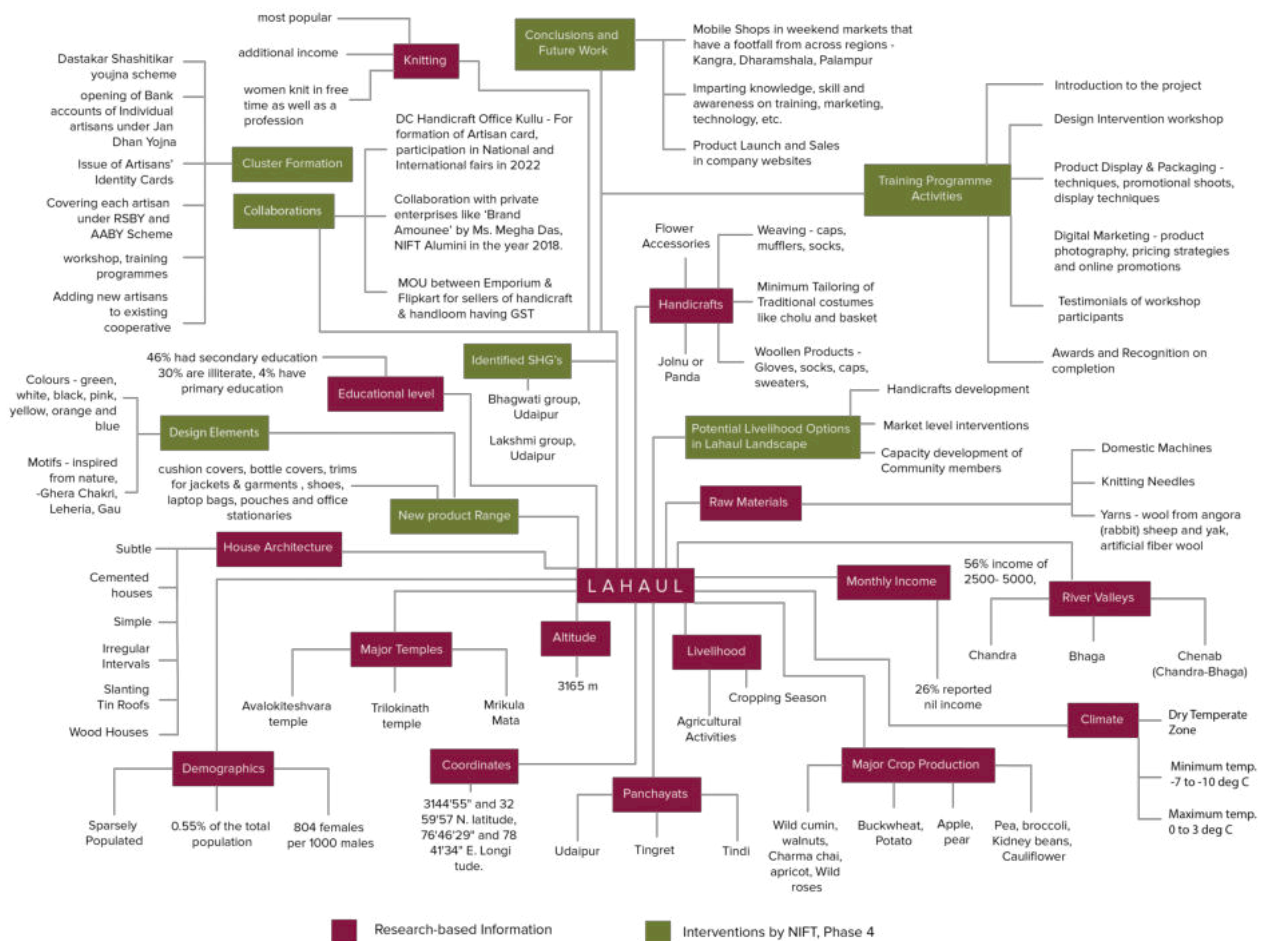 most popular
additional income
women knit in free
time as well as a
profession
Knitting
Conclusions and
Future Work
Mobile Shops in weekend markets that
have a footfall from across regions -
Kangra, Dharamshala, Palampur
Imparting knowledge, skill and
awareness on training, marketing,
technology, etc.
Product Launch and Sales
in company websites
Dastakar Shashitikar
youjna scheme
opening of Bank
accounts of Individual
artisans under Jan
Dhan Yojna
Issue of Artisans'
Identity Cards
Covering each artisan
under RSBY and
AABY Scheme
workshop, training
programmes
Adding new artisans
to existing
cooperative
Cluster Formation
Collaborations
DC Handicraft Office Kullu - For
formation of Artisan card,
participation in National and
International fairs in 2022
Collaboration with private
enterprises like 'Brand
Amounee' by Ms. Megha Das,
NIFT Alumini in the year 2018.
MOU between Emporium &
Flipkart for sellers of handicraft
& handloom having GST
Training Programme
Activities
Introduction to the project
Design Intervention workshop
Product Display & Packaging -
techniques, promotional shoots,
display techniques
Digital Marketing - product
photography, pricing strategies
and online promotions
Testimonials of workshop
participants
Awards and Recognition on
completion
Flower
Accessories
Handicrafts
Jolnu or
Panda
Weaving - caps,
mufflers, socks,
Minimum Tailoring of
Traditional costumes
like cholu and basket
Woollen Products -
Gloves, socks, caps,
sweaters,
46% had secondary education
30% are illiterate, 4% have
primary education
Educational level
Identified SHG's
Bhagwati group,
Udaipur
Lakshmi group,
Udaipur
Colours - green,
white, black, pink,
yellow, orange and
blue
Motifs - inspired
from nature,
-Ghera Chakri,
Leheria, Gau
Design Elements
cushion covers, bottle covers, trims
for jackets & garments , shoes,
laptop bags, pouches and office
stationaries
New product Range
Potential Livelihood Options
in Lahaul Landscape
Handicrafts development
Market level interventions
Capacity development of
Community members
Raw Materials
Domestic Machines
Knitting Needles
Yarns - wool from angora
(rabbit) sheep and yak,
artificial fiber wool
House Architecture
Subtle
Cemented
houses
Simple
Irregular
Intervals
Slanting
Tin Roofs
Wood Houses
LAHAUL
Monthly Income
56% income of
2500- 5000,
26% reported
nil income
River Valleys
Chandra
Bhaga
Chenab
(Chandra-Bhaga)
Major Temples
Avalokiteshvara
temple
Trilokinath
temple
Mrikula
Mata
Altitude
3165 m
Livelihood
Agricultural
Activities
Cropping Season
Climate
Dry Temperate
Zone
Minimum temp.
-7 to -10 deg C
Maximum temp.
0 to 3 deg C
Demographics
Sparsely
Populated
0.55% of the total
population
804 females
per 1000 males
Coordinates
3144'55" and 32
59'57 N. latitude,
76'46'29" and 78
41'34" E. Longi
tude.
Panchayats
Udaipur
Tingret
Tindi
Major Crop Production
Wild cumin,
walnuts,
Charma chai,
apricot, Wild
roses
Buckwheat,
Potato
Apple,
pear
Pea, broccoli,
Kidney beans,
Cauliflower
Research-based Information
Interventions by NIFT, Phase 4